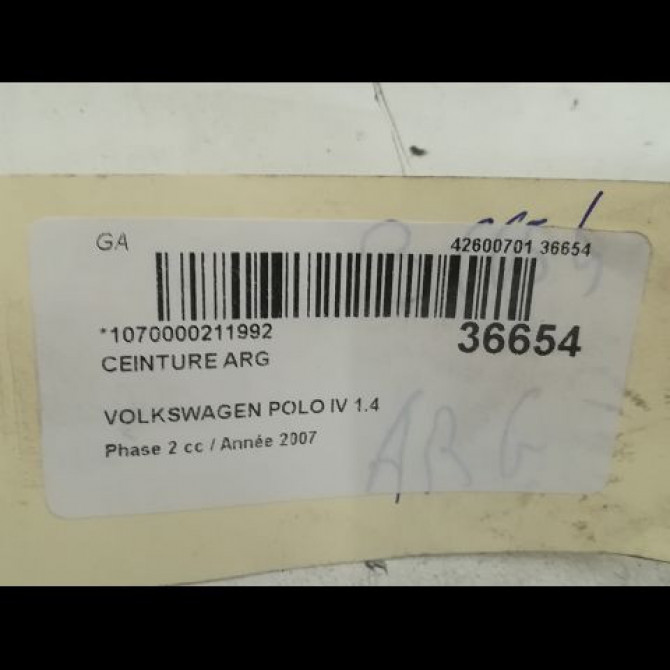 GA
42600701 36654
*1070000211992
36654
CEINTURE ARG
VOLKSWAGEN POLO IV 1.4
Phase 2 cc / Année 2007
ARG